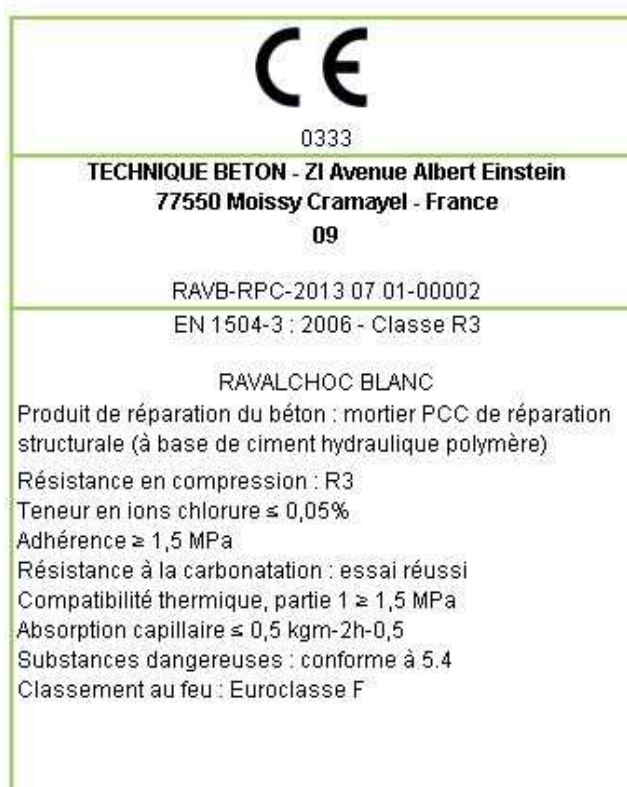 CE
0333
TECHNIQUE BETON - ZI Avenue Albert Einstein
77550 Moissy Cramayel - France
09
RAVB-RPC-2013 07 01-00002
EN 1504-3 : 2006 - Classe R3
RAVALCHOC BLANC
Produit de réparation du béton : mortier PCC de réparation
structurale (à base de ciment hydraulique polymère)
Résistance en compression : R3
Teneur en ions chlorure ≤ 0,05%
Adhérence ≥ 1,5 MPa
Résistance à la carbonatation : essai réussi
Compatibilité thermique, partie 1 ≥ 1,5 MPa
Absorption capillaire ≤ 0,5 kgm-2h-0,5
Substances dangereuses : conforme à 5.4
Classement au feu : Euroclasse F